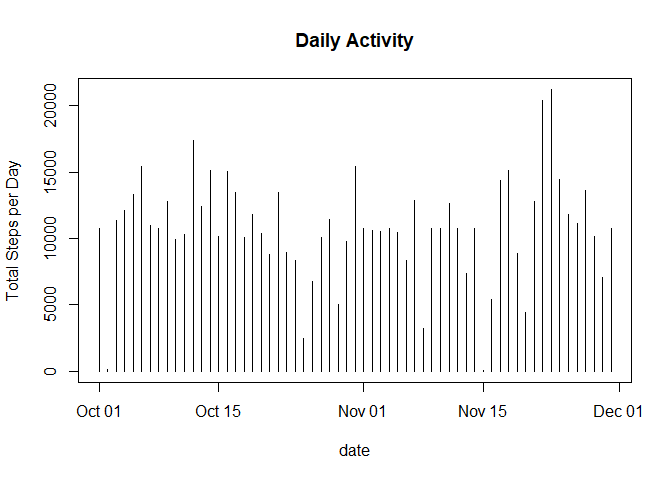 Daily Activity
Total Steps per Day
20000
15000
10000
5000
0
Oct 01 Oct 15 Nov 01 Nov 15 Dec 01
date